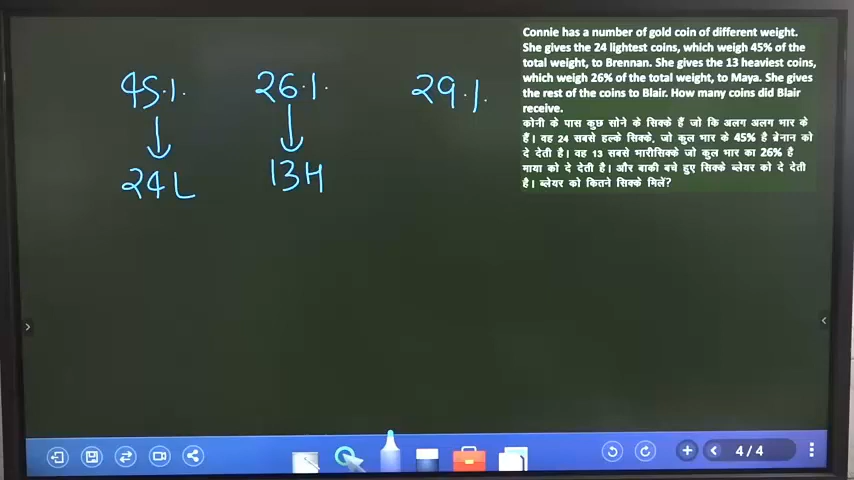 45%
26%
29%
24L
13H
Connie has a number of gold coin of different weight.
She gives the 24 lightest coins, which weigh 45% of the
total weight, to Brennan. She gives the 13 heaviest coins,
which weigh 26% of the total weight, to Maya. She gives
the rest of the coins to Blair. How many coins did Blair
receive.
कोनी के पास कुछ सोने के सिक्के हैं जो कि अलग अलग भार के
हैं। वह 24 सबसे हल्के सिक्के, जो कुल भार के 45% है ब्रेनान को
दे देती है। वह 13 सबसे भारीसिक्के जो कुल भार का 26% है
माया को दे देती है। और बाकी बचे हुए सिक्के ब्लेयर को दे देती
है। ब्लेयर को कितने सिक्के मिलें?
4/4